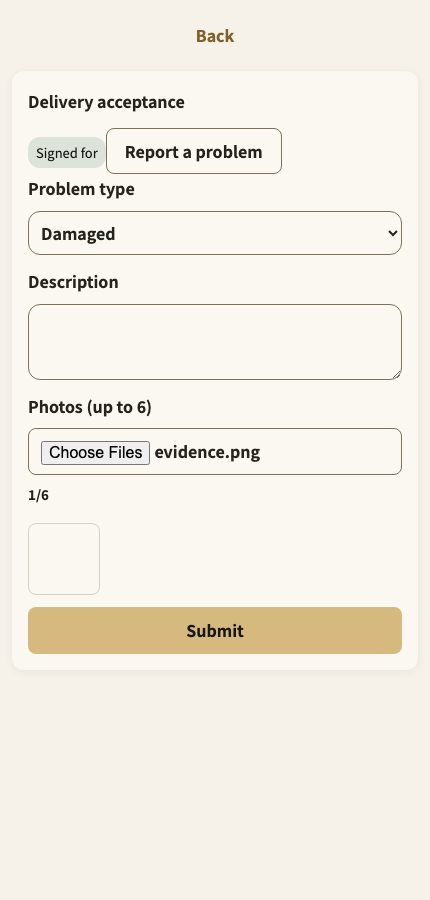 Back
Delivery acceptance
Signed for
Report a problem
Problem type
Damaged
Description
Photos (up to 6)
Choose Files evidence.png
1/6
Submit